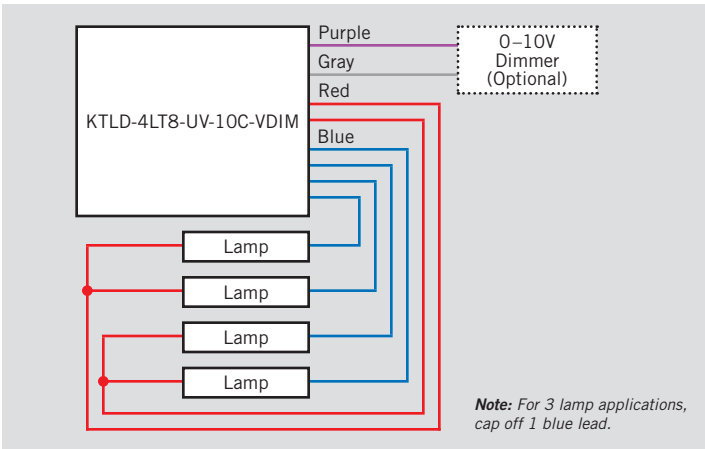 Purple
0–10V
Dimmer
(Optional)
Gray
Red
KTLD-4LT8-UV-10C-VDIM
Blue
Lamp
Lamp
Lamp
Lamp
Note: For 3 lamp applications,
cap off 1 blue lead.